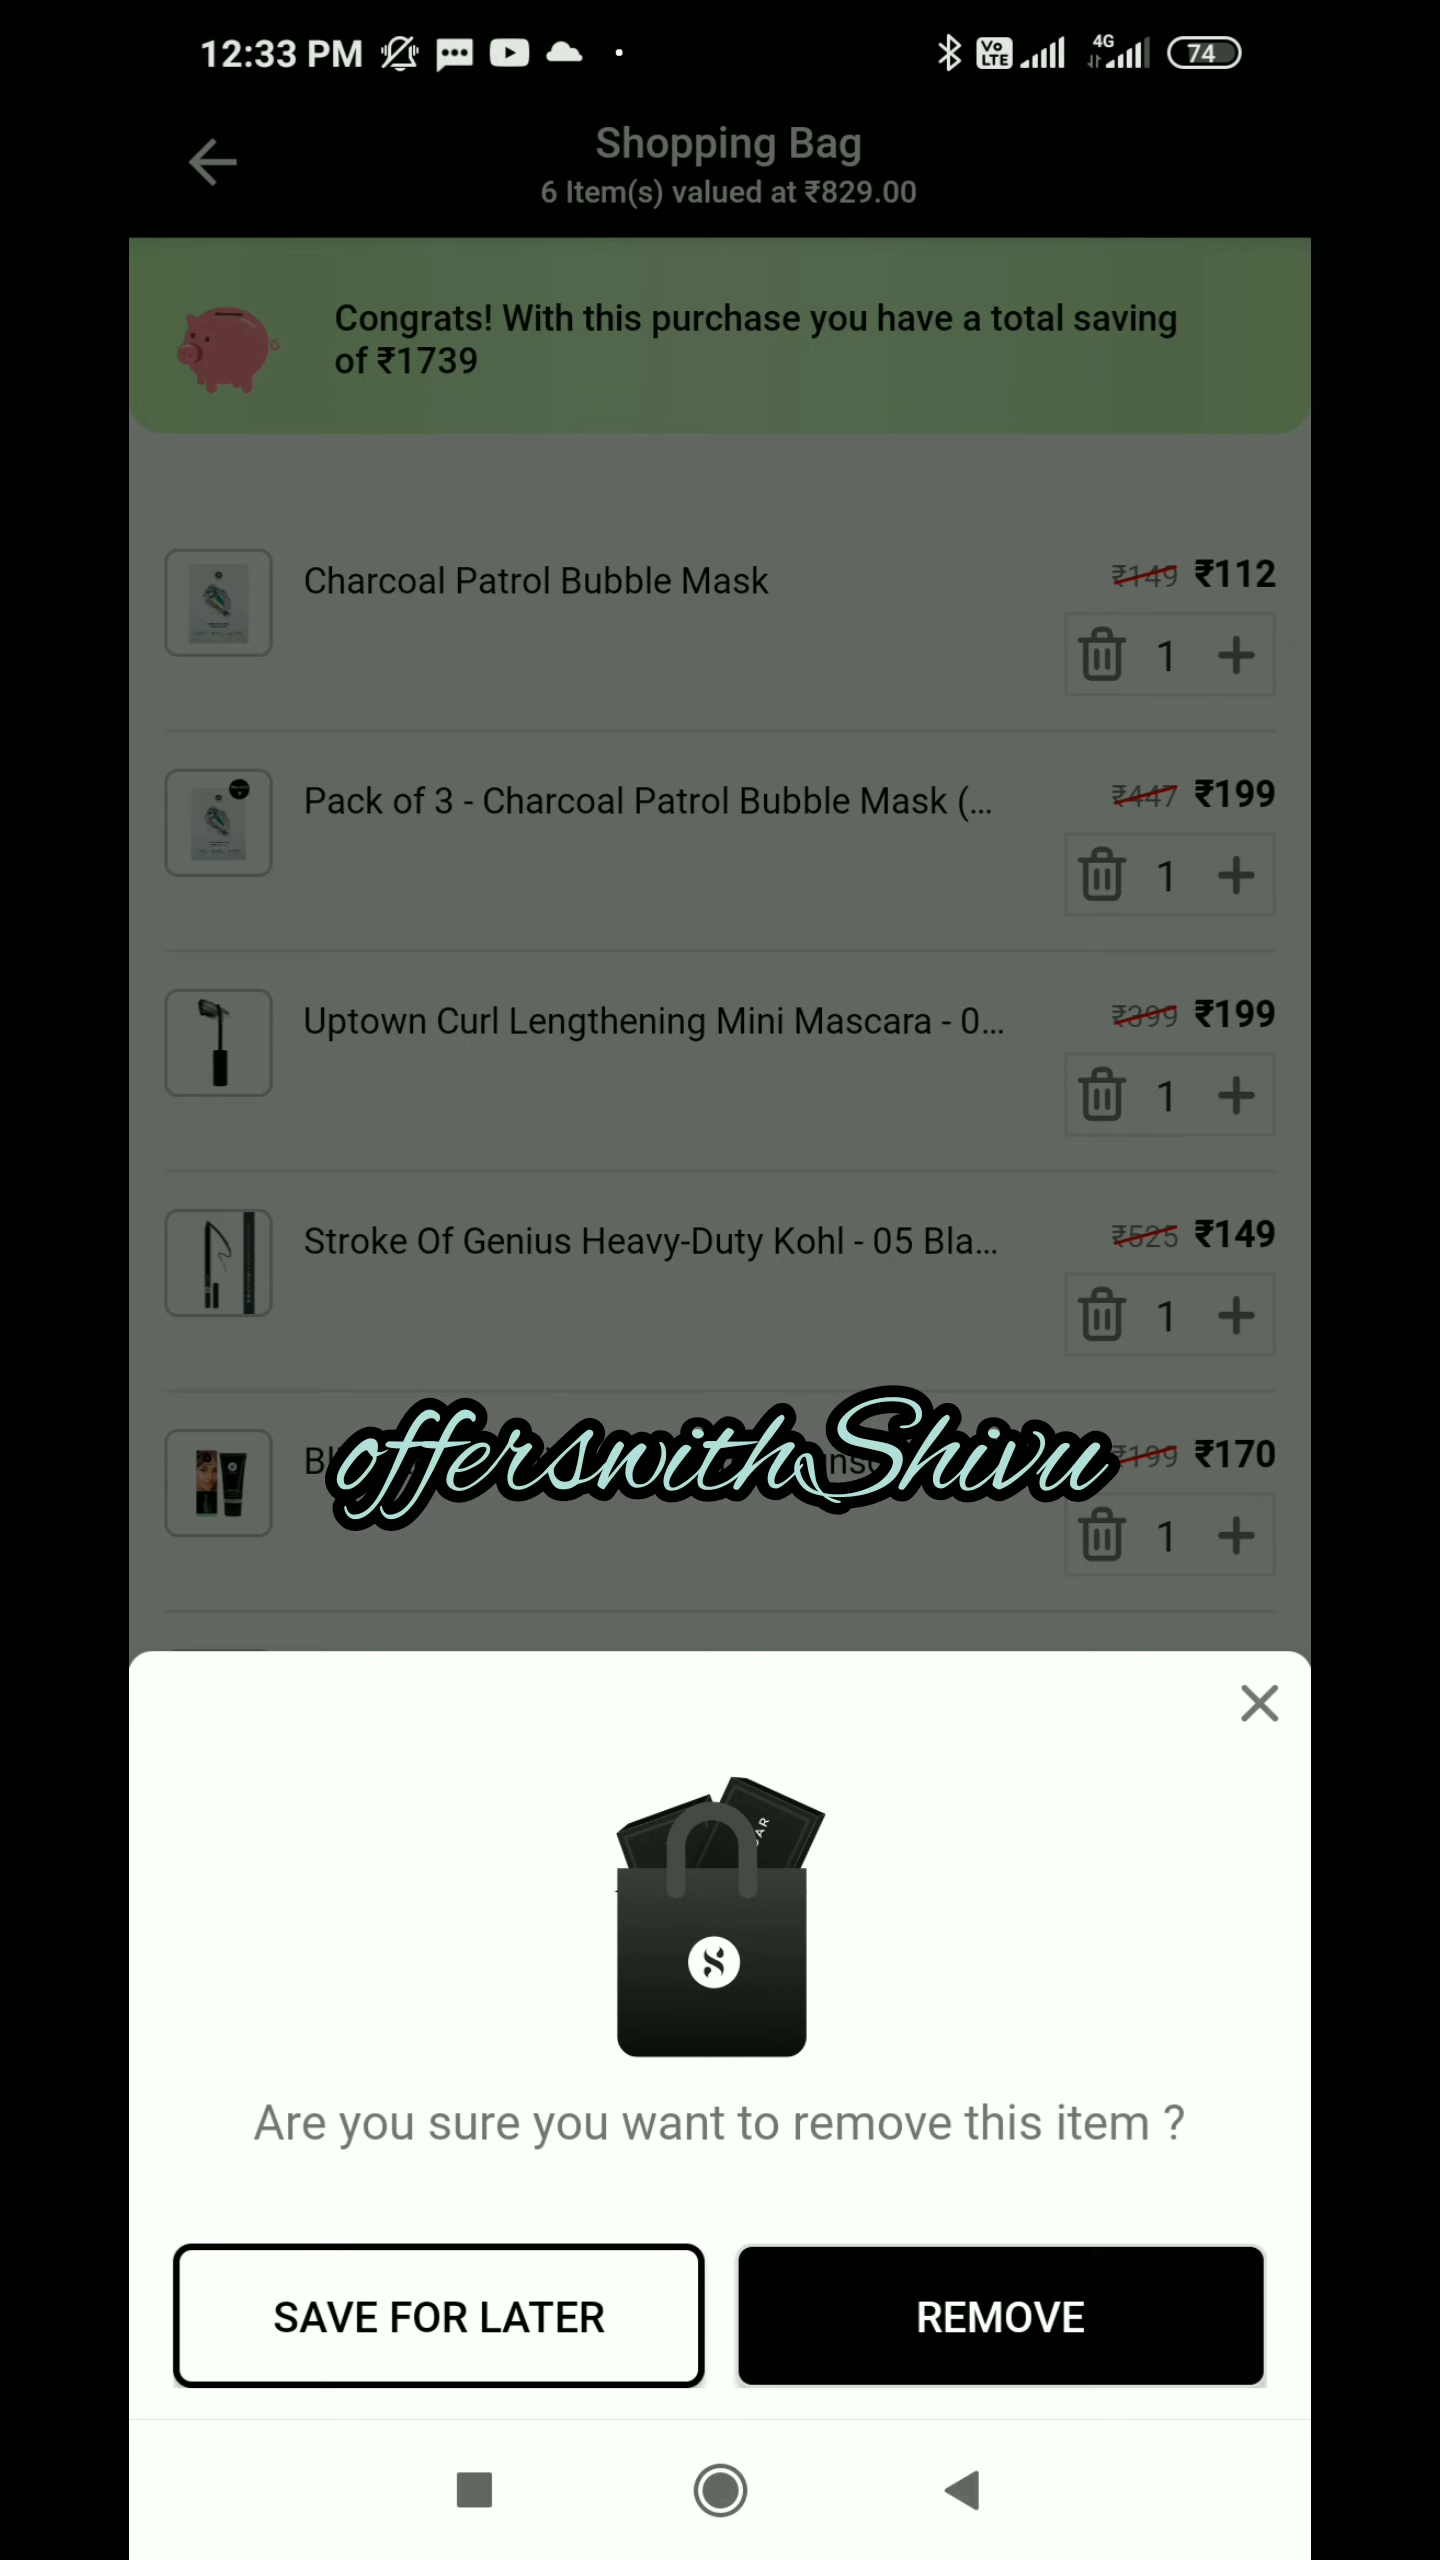 12:33 PM
4G
Vo
LTE
74
Shopping Bag
6 Item(s) valued at ₹829.00
Congrats! With this purchase you have a total saving
of ₹1739
Charcoal Patrol Bubble Mask
₹149 ₹112
1
Pack of 3 - Charcoal Patrol Bubble Mask (...
₹447 ₹199
1
Uptown Curl Lengthening Mini Mascara - 0...
₹399 ₹199
1
Stroke Of Genius Heavy-Duty Kohl - 05 Bla...
₹525 ₹149
1
offerswithShivu
₹199 ₹170
1
Are you sure you want to remove this item ?
SAVE FOR LATER
REMOVE